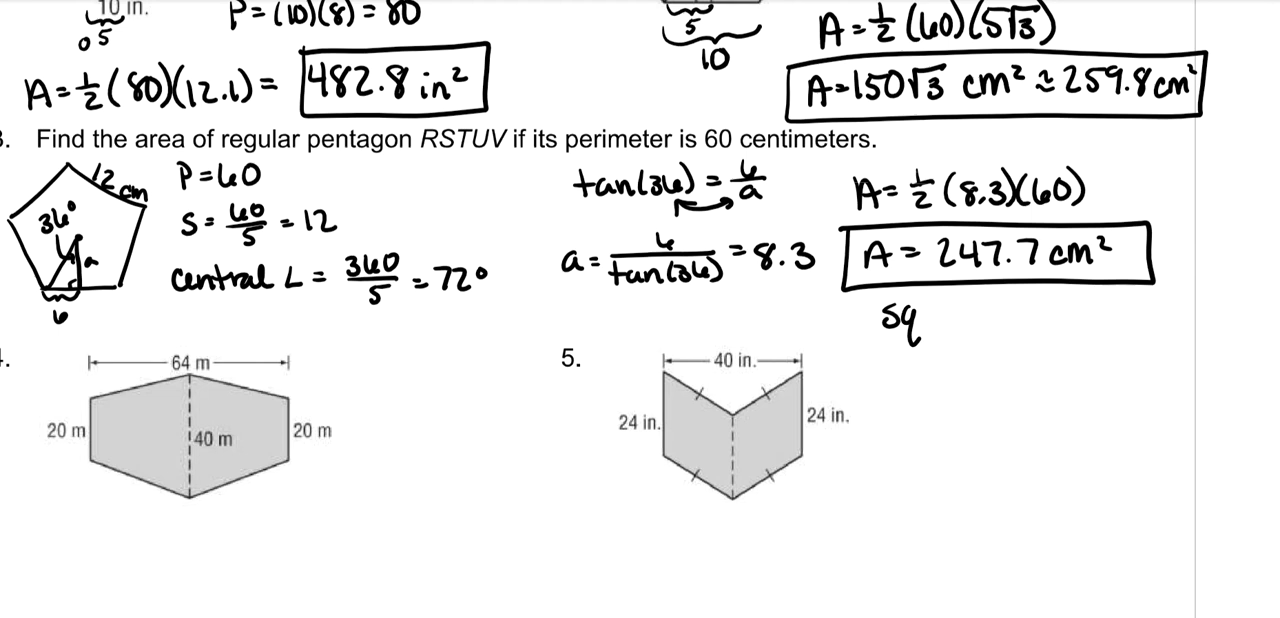 10 in.
P = (10)(8) = 80
5
A = 1/2 (60)(5√3)
05
10
A = 1/2 (80)(12.1) = 482.8 in²
A = 150√3 cm² ≈ 259.8 cm²
3. Find the area of regular pentagon RSTUV if its perimeter is 60 centimeters.
12 cm
P = 60
tan(36) = 6/a
A = 1/2 (8.3)(60)
36°
S = 60/5 = 12
a
a = 6/tan(36) = 8.3
A = 247.7 cm²
central ∠ = 360/5 = 72°
6
sq
4.
64 m
5.
40 in.
20 m
40 m
20 m
24 in.
24 in.